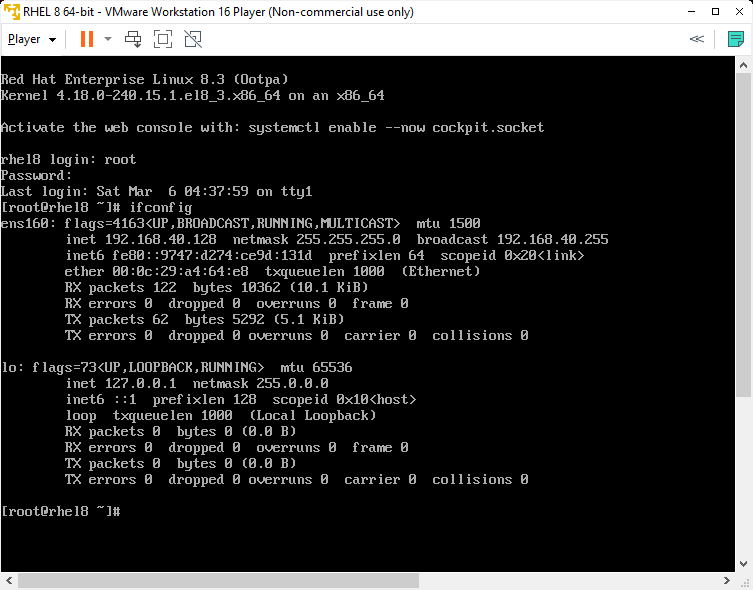 RHEL 8 64-bit - VMware Workstation 16 Player (Non-commercial use only)
Player
Red Hat Enterprise Linux 8.3 (Ootpa)
Kernel 4.18.0-240.15.1.el8_3.x86_64 on an x86_64
Activate the web console with: systemctl enable --now cockpit.socket
rhel8 login: root
Password:
Last login: Sat Mar  6 04:37:59 on tty1
[root@rhel8 ~]# ifconfig
ens160: flags=4163<UP,BROADCAST,RUNNING,MULTICAST>  mtu 1500
        inet 192.168.40.128  netmask 255.255.255.0  broadcast 192.168.40.255
        inet6 fe80::9747:d274:ce9d:131d  prefixlen 64  scopeid 0x20<link>
        ether 00:0c:29:a4:64:e8  txqueuelen 1000  (Ethernet)
        RX packets 122  bytes 10362 (10.1 KiB)
        RX errors 0  dropped 0  overruns 0  frame 0
        TX packets 62  bytes 5292 (5.1 KiB)
        TX errors 0  dropped 0 overruns 0  carrier 0  collisions 0
lo: flags=73<UP,LOOPBACK,RUNNING>  mtu 65536
        inet 127.0.0.1  netmask 255.0.0.0
        inet6 ::1  prefixlen 128  scopeid 0x10<host>
        loop  txqueuelen 1000  (Local Loopback)
        RX packets 0  bytes 0 (0.0 B)
        RX errors 0  dropped 0  overruns 0  frame 0
        TX packets 0  bytes 0 (0.0 B)
        TX errors 0  dropped 0 overruns 0  carrier 0  collisions 0
[root@rhel8 ~]#